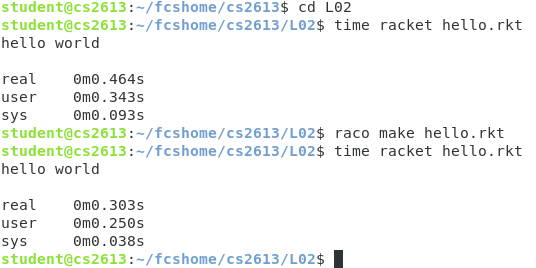 student@cs2613:~/fcshome/cs2613$ cd L02
student@cs2613:~/fcshome/cs2613/L02$ time racket hello.rkt
hello world

real    0m0.464s
user    0m0.343s
sys     0m0.093s
student@cs2613:~/fcshome/cs2613/L02$ raco make hello.rkt
student@cs2613:~/fcshome/cs2613/L02$ time racket hello.rkt
hello world

real    0m0.303s
user    0m0.250s
sys     0m0.038s
student@cs2613:~/fcshome/cs2613/L02$